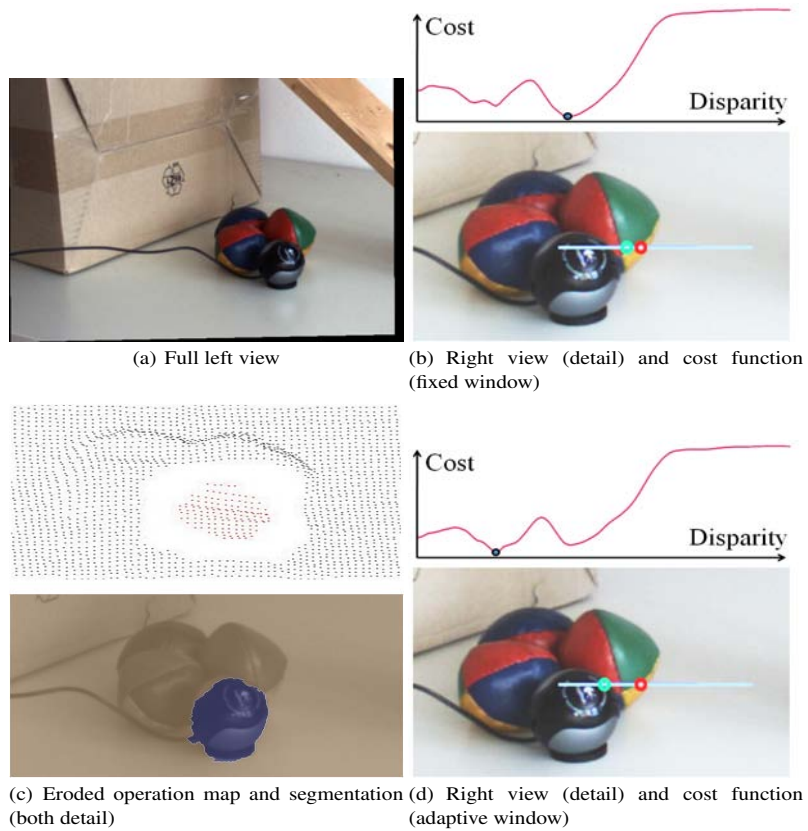 Cost
Disparity
(a) Full left view
(b) Right view (detail) and cost function
(fixed window)
Cost
Disparity
(c) Eroded operation map and segmentation
(both detail)
(d) Right view (detail) and cost function
(adaptive window)